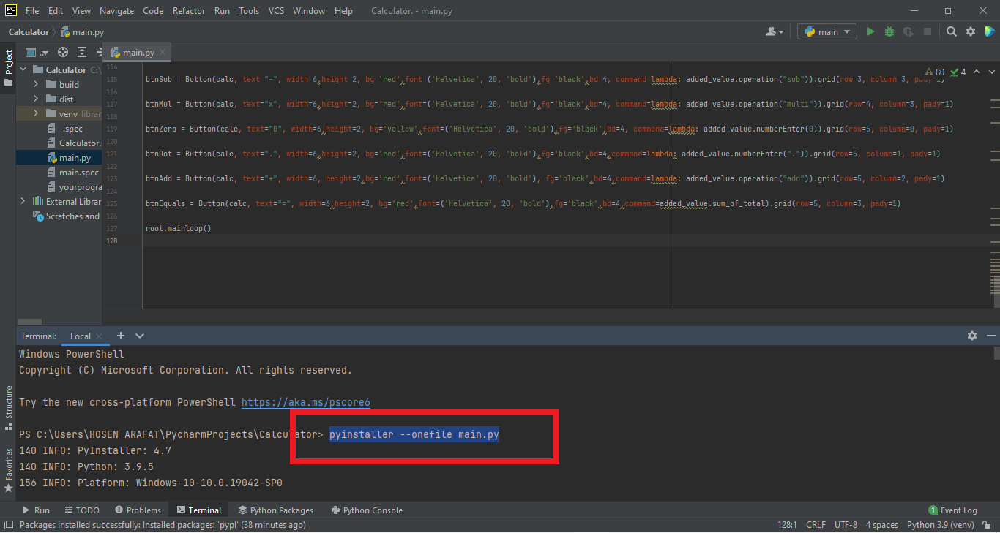 PC File Edit View Navigate Code Refactor Run Tools VCS Window Help Calculator. - main.py
Calculator main.py main
Project
main.py
Calculator C:\
build
dist
venv librar
-.spec
Calculator.
main.py
main.spec
yourprogra
External Librar
Scratches and
80 4
114
115 btnSub = Button(calc, text="-", width=6,height=2, bg='red',font=('Helvetica', 20, 'bold'),fg='black',bd=4, command=lambda: added_value.operation("sub")).grid(row=3, column=3, pady=1)
116
117 btnMul = Button(calc, text="x", width=6,height=2, bg='red',font=('Helvetica', 20, 'bold'),fg='black',bd=4, command=lambda: added_value.operation("multi")).grid(row=4, column=3, pady=1)
118
119 btnZero = Button(calc, text="0", width=6,height=2, bg='yellow',font=('Helvetica', 20, 'bold'),fg='black',bd=4, command=lambda: added_value.numberEnter(0)).grid(row=5, column=0, pady=1)
120
121 btnDot = Button(calc, text=".", width=6,height=2, bg='red',font=('Helvetica', 20, 'bold'),fg='black',bd=4,command=lambda: added_value.numberEnter(".")).grid(row=5, column=1, pady=1)
122
123 btnAdd = Button(calc, text="+", width=6, height=2,bg='red',font=('Helvetica', 20, 'bold'), fg='black',bd=4,command=lambda: added_value.operation("add")).grid(row=5, column=2, pady=1)
124
125 btnEquals = Button(calc, text="=", width=6,height=2, bg='red',font=('Helvetica', 20, 'bold'),fg='black',bd=4,command=added_value.sum_of_total).grid(row=5, column=3, pady=1)
126
127 root.mainloop()
128
Terminal: Local
Windows PowerShell
Copyright (C) Microsoft Corporation. All rights reserved.
Try the new cross-platform PowerShell https://aka.ms/pscore6
PS C:\Users\HOSEN ARAFAT\PycharmProjects\Calculator> pyinstaller --onefile main.py
140 INFO: PyInstaller: 4.7
140 INFO: Python: 3.9.5
156 INFO: Platform: Windows-10-10.0.19042-SP0
Structure
Favorites
Run TODO Problems Terminal Python Packages Python Console 1 Event Log
Packages installed successfully: Installed packages: 'pypl' (38 minutes ago) 128:1 CRLF UTF-8 4 spaces Python 3.9 (venv)